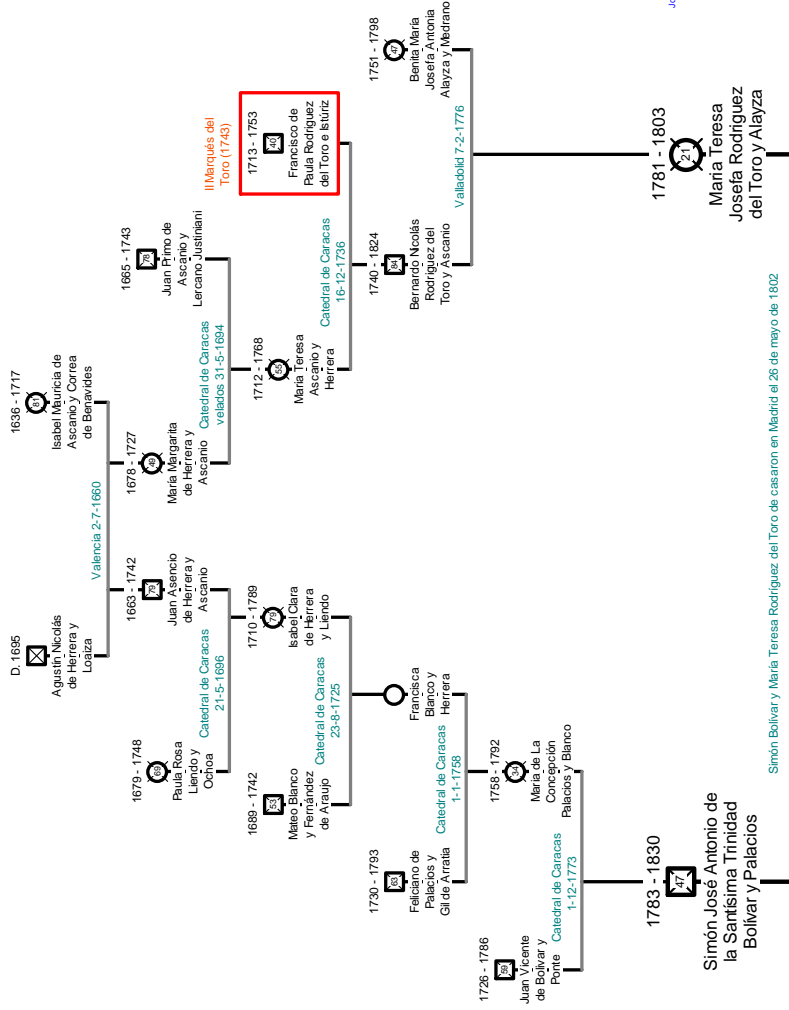 D. 1695
Agustín Nicolás
de Herrera y
Loaiza
1636 - 1717
81
Isabel Mauricia de
Ascanio y Correa
de Benavides
Valencia 2-7-1660
1663 - 1742
79
Juan Asencio
de Herrera y
Ascanio
1678 - 1727
49
María Margarita
de Herrera y
Ascanio
1665 - 1743
78
Juan Primo de
Ascanio y
Lercano Justiniani
1679 - 1748
69
Paula Rosa
Liendo y
Ochoa
Catedral de Caracas
21-5-1696
Catedral de Caracas
velados 31-5-1694
II Marqués del
Toro (1743)
1713 - 1753
40
Francisco de
Paula Rodríguez
del Toro e Istúriz
1689 - 1742
53
Mateo Blanco
y Fernández
de Araujo
1710 - 1789
79
Isabel Clara
de Herrera
y Liendo
1712 - 1768
55
María Teresa
Ascanio y
Herrera
Catedral de Caracas
23-8-1725
Catedral de Caracas
16-12-1736
1730 - 1793
63
Feliciano de
Palacios y
Gil de Arratia
Francisca
Blanco y
Herrera
1740 - 1824
84
Bernardo Nicolás
Rodríguez del
Toro y Ascanio
1751 - 1798
47
Benita María
Josefa Antonia
Alayza y Medrano
Catedral de Caracas
1-1-1758
Valladolid 7-2-1776
1726 - 1786
59
Juan Vicente
de Bolívar y
Ponte
1758 - 1792
34
María de La
Concepción
Palacios y Blanco
Catedral de Caracas
1-12-1773
1783 - 1830
47
Simón José Antonio de
la Santísima Trinidad
Bolívar y Palacios
1781 - 1803
21
María Teresa
Josefa Rodríguez
del Toro y Alayza
Simón Bolívar y María Teresa Rodríguez del Toro de casaron en Madrid el 26 de mayo de 1802